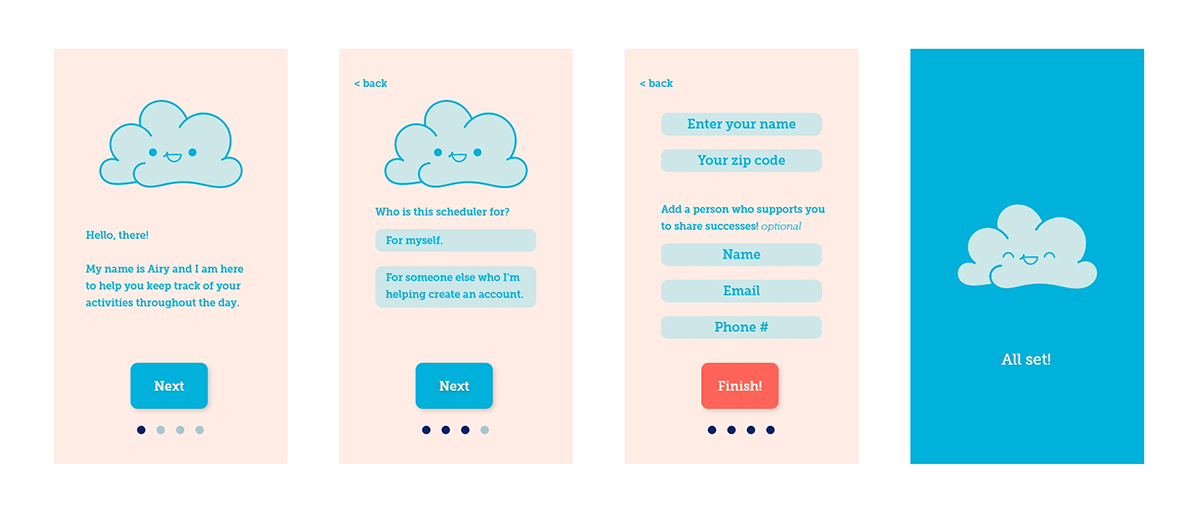 Hello, there!
My name is Airy and I am here
to help you keep track of your
activities throughout the day.
Next
< back
Who is this scheduler for?
For myself.
For someone else who I'm
helping create an account.
Next
< back
Enter your name
Your zip code
Add a person who supports you
to share successes! optional
Name
Email
Phone #
Finish!
All set!